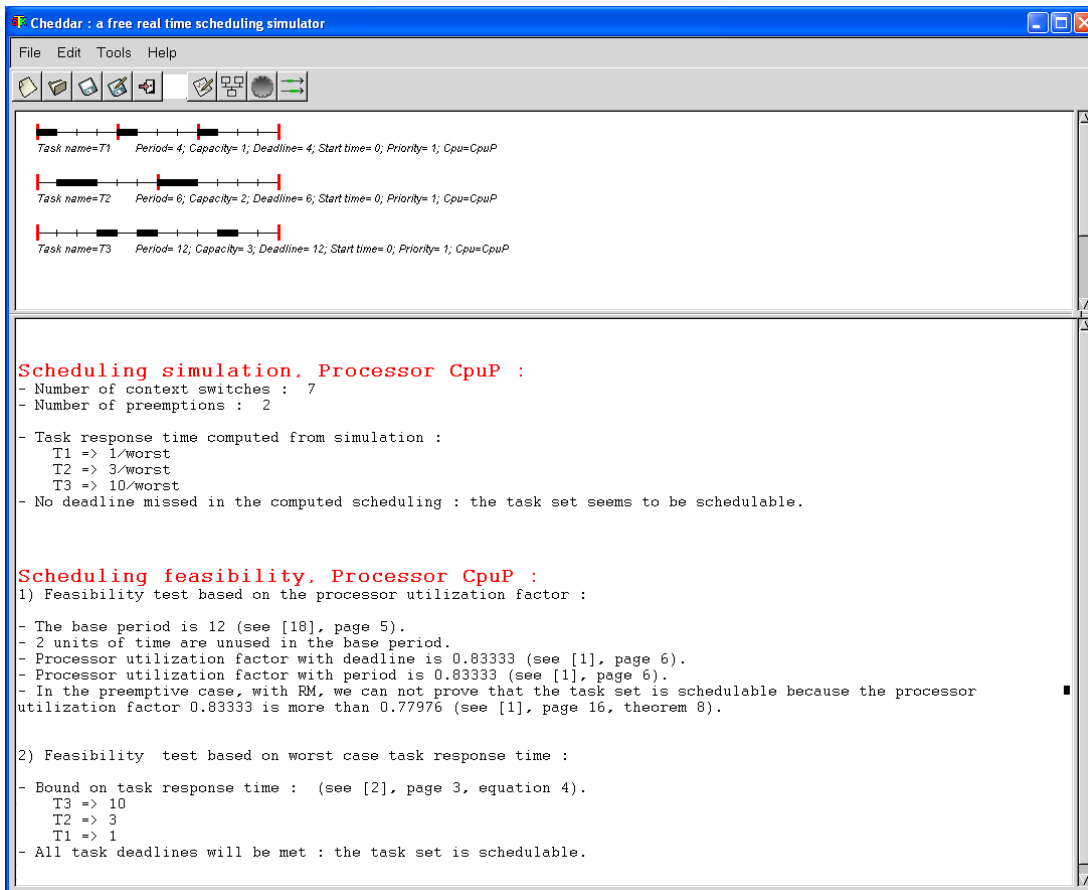 Cheddar : a free real time scheduling simulator
File Edit Tools Help
Task name=T1 Period= 4; Capacity= 1; Deadline= 4; Start time= 0; Priority= 1; Cpu=CpuP
Task name=T2 Period= 6; Capacity= 2; Deadline= 6; Start time= 0; Priority= 1; Cpu=CpuP
Task name=T3 Period= 12; Capacity= 3; Deadline= 12; Start time= 0; Priority= 1; Cpu=CpuP
Scheduling simulation, Processor CpuP :
- Number of context switches : 7
- Number of preemptions : 2
- Task response time computed from simulation :
T1 => 1/worst
T2 => 3/worst
T3 => 10/worst
- No deadline missed in the computed scheduling : the task set seems to be schedulable.
Scheduling feasibility, Processor CpuP :
1) Feasibility test based on the processor utilization factor :
- The base period is 12 (see [18], page 5).
- 2 units of time are unused in the base period.
- Processor utilization factor with deadline is 0.83333 (see [1], page 6).
- Processor utilization factor with period is 0.83333 (see [1], page 6).
- In the preemptive case, with RM, we can not prove that the task set is schedulable because the processor
utilization factor 0.83333 is more than 0.77976 (see [1], page 16, theorem 8).
2) Feasibility test based on worst case task response time :
- Bound on task response time : (see [2], page 3, equation 4).
T3 => 10
T2 => 3
T1 => 1
- All task deadlines will be met : the task set is schedulable.